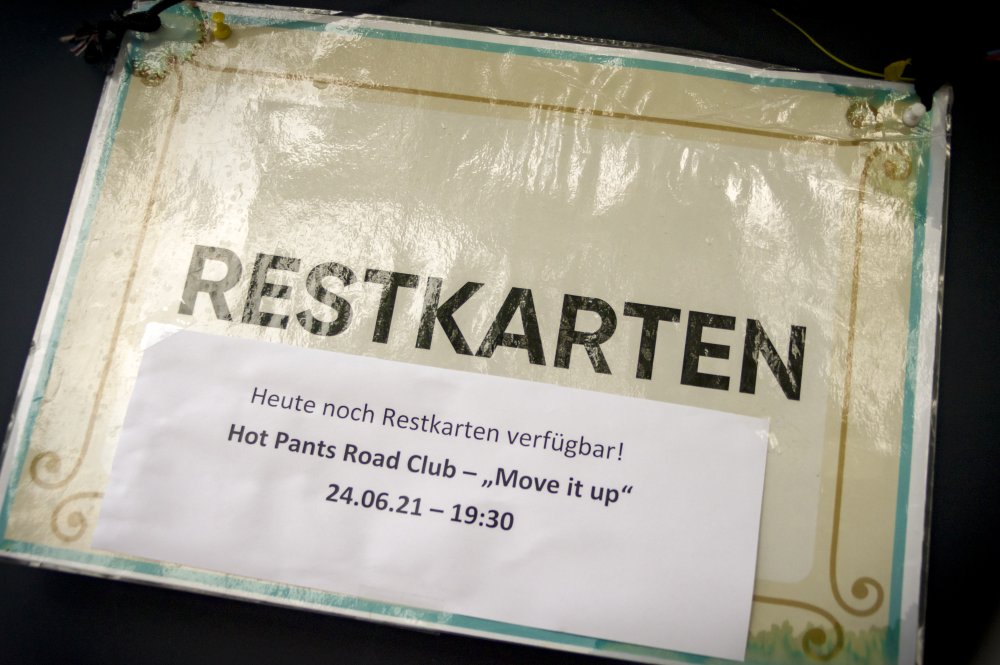 RESTKARTEN
Heute noch Restkarten verfügbar!
Hot Pants Road Club – „Move it up“
24.06.21 – 19:30